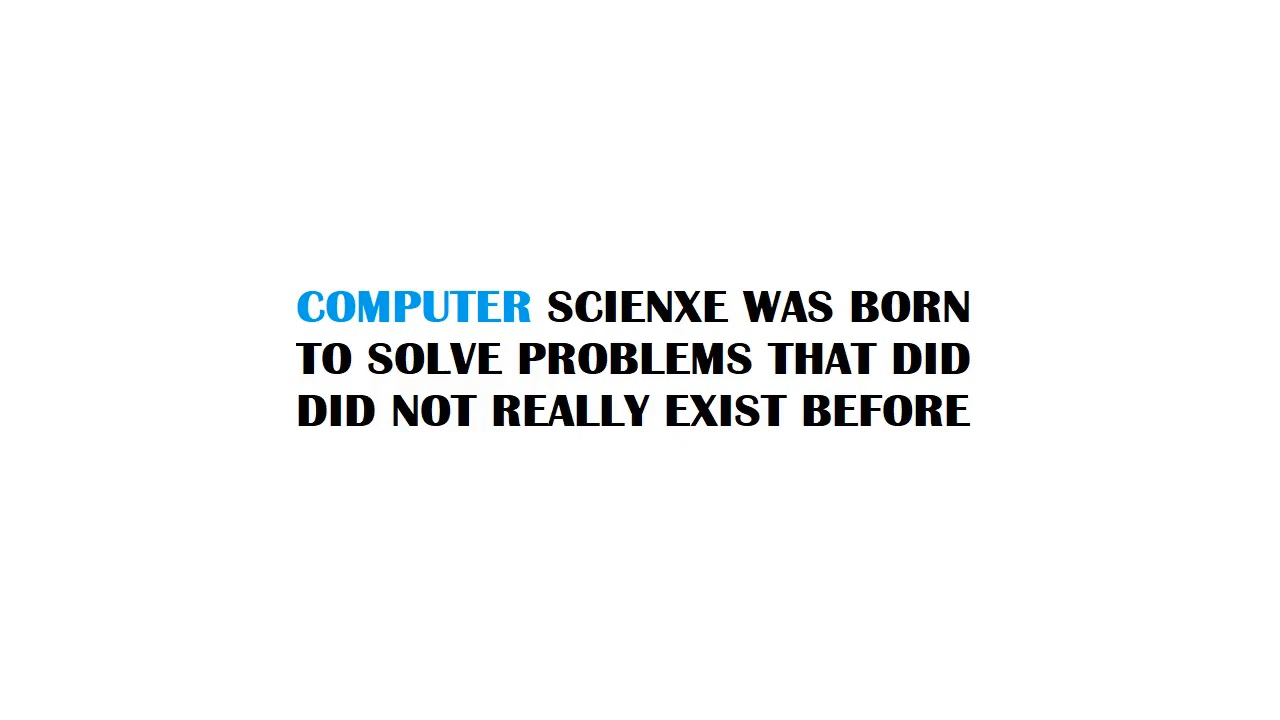 COMPUTER SCIENXE WAS BORN
TO SOLVE PROBLEMS THAT DID
DID NOT REALLY EXIST BEFORE